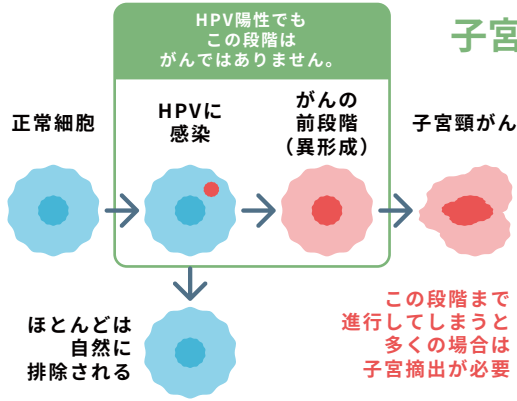 HPV陽性でも
この段階は
がんではありません。
子宮
正常細胞
HPVに
感染
がんの
前段階
（異形成）
子宮頸がん
ほとんどは
自然に
排除される
この段階まで
進行してしまうと
多くの場合は
子宮摘出が必要